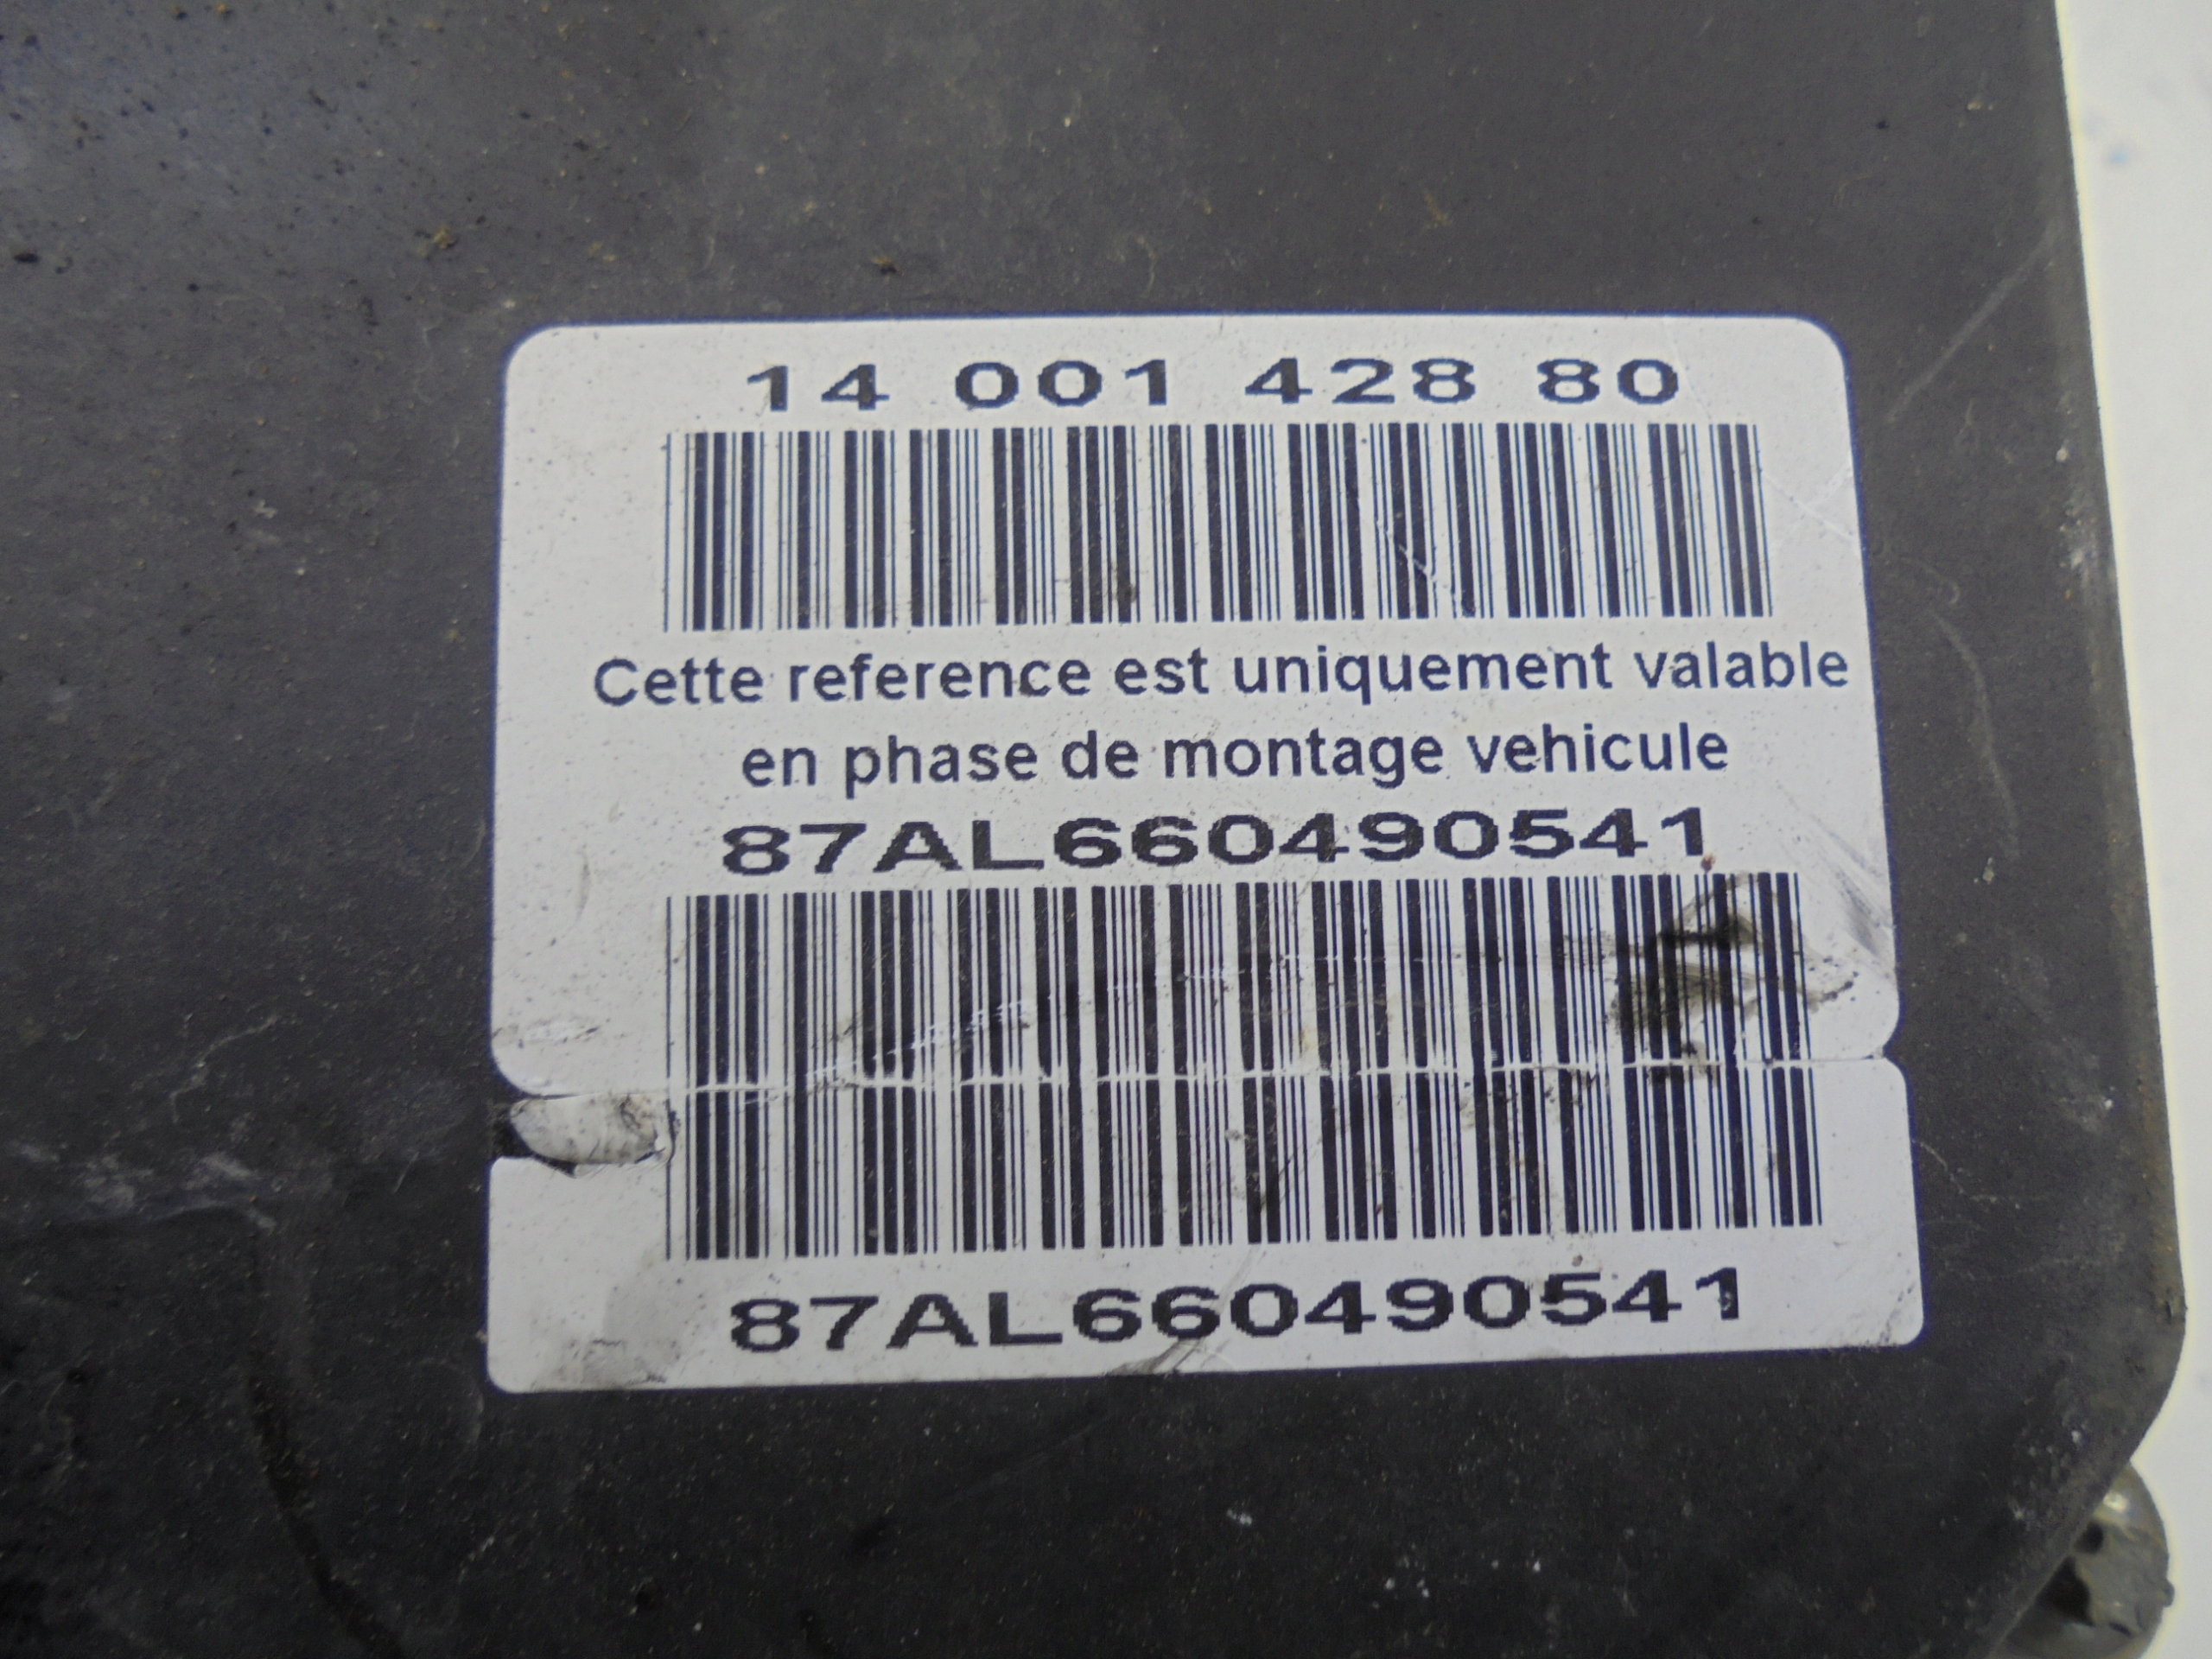 14 001 428 80
Cette reference est uniquement valable
en phase de montage vehicule
87AL660490541
87AL660490541